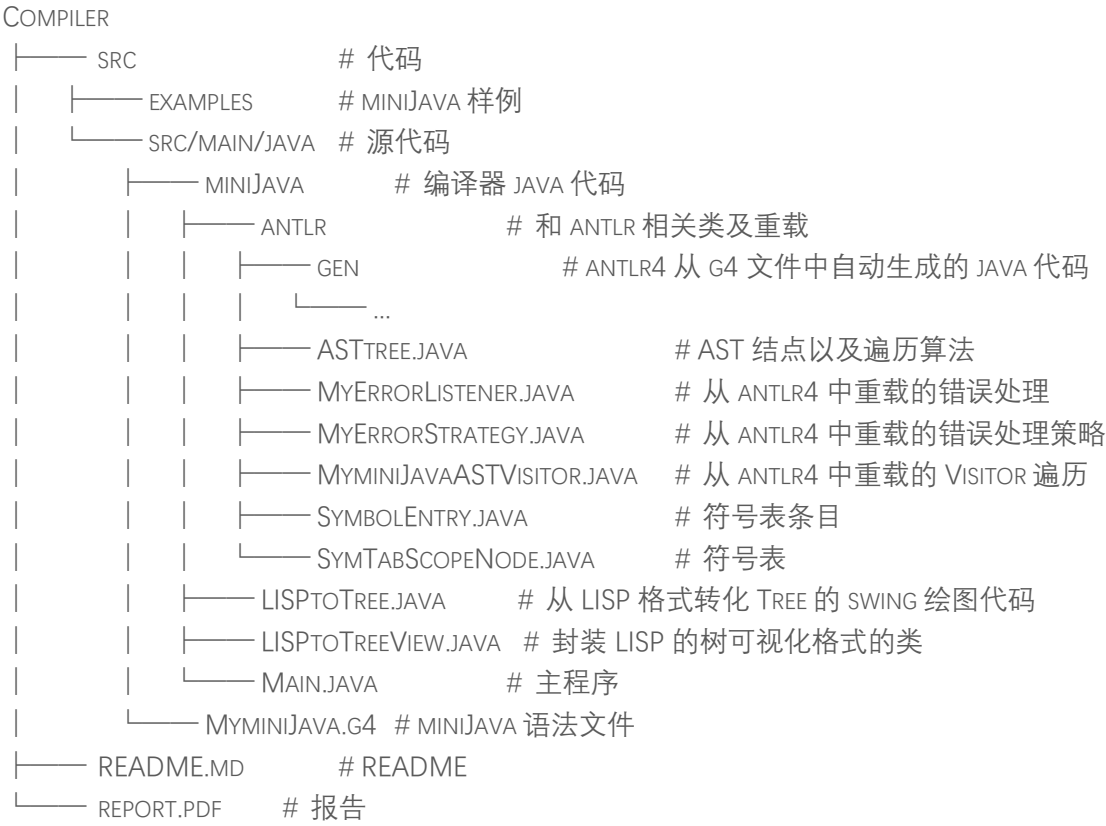 COMPILER
├── SRC # 代码
│ ├── EXAMPLES # MINIJAVA 样例
│ └── SRC/MAIN/JAVA # 源代码
│ ├── MINIJAVA # 编译器 JAVA 代码
│ │ ├── ANTLR # 和 ANTLR 相关类及重载
│ │ │ ├── GEN # ANTLR4 从 G4 文件中自动生成的 JAVA 代码
│ │ │ │ └── ...
│ │ │ ├── ASTTREE.JAVA # AST 结点以及遍历算法
│ │ │ ├── MYERRORLISTENER.JAVA # 从 ANTLR4 中重载的错误处理
│ │ │ ├── MYERRORSTRATEGY.JAVA # 从 ANTLR4 中重载的错误处理策略
│ │ │ ├── MYMINIJAVAASTVISITOR.JAVA # 从 ANTLR4 中重载的 VISITOR 遍历
│ │ │ ├── SYMBOLENTRY.JAVA # 符号表条目
│ │ │ └── SYMTABSCOPENODE.JAVA # 符号表
│ │ ├── LISPTOTREE.JAVA # 从 LISP 格式转化 TREE 的 SWING 绘图代码
│ │ ├── LISPTOTREEVIEW.JAVA # 封装 LISP 的树可视化格式的类
│ │ └── MAIN.JAVA # 主程序
│ └── MYMINIJAVA.G4 # MINIJAVA 语法文件
├── README.MD # README
└── REPORT.PDF # 报告